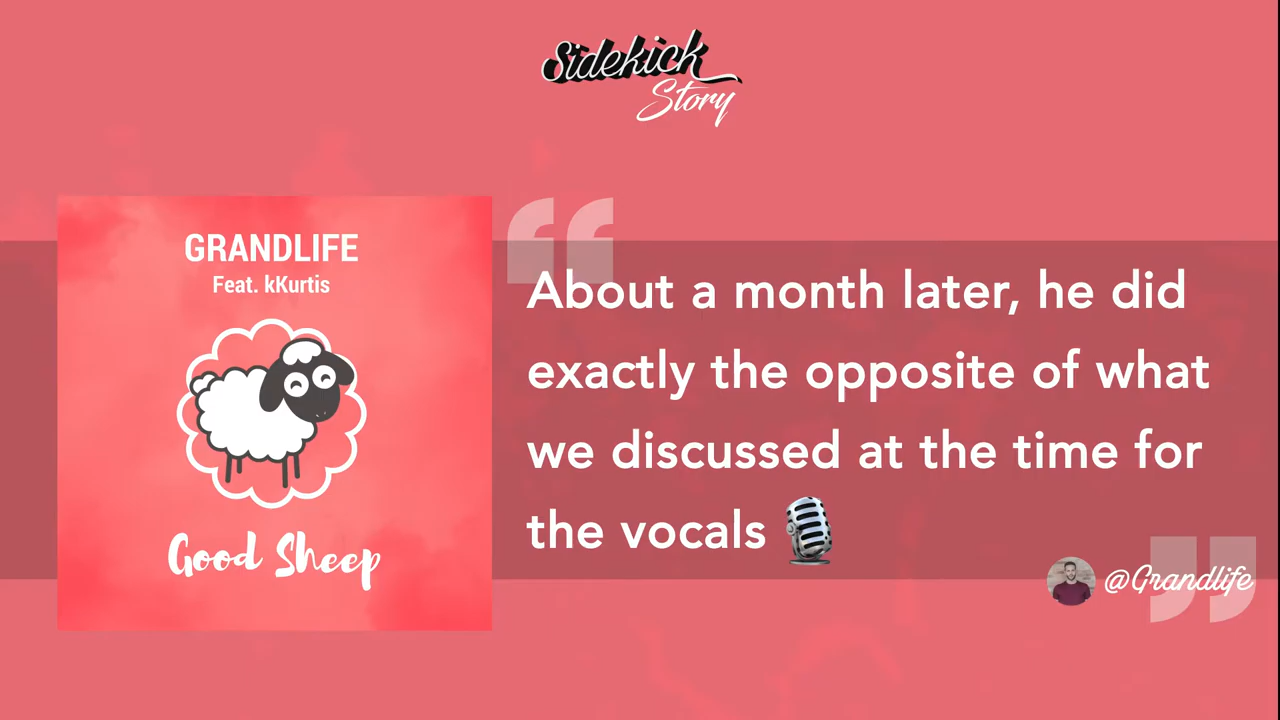 Sidekick
Story
GRANDLIFE
Feat. kKurtis
Good Sheep
“
About a month later, he did
exactly the opposite of what
we discussed at the time for
the vocals 🎙️
”
@Grandlife